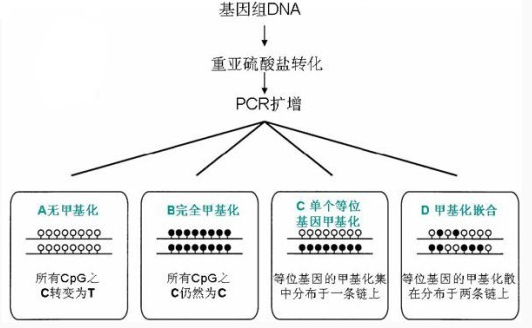 基因组DNA
重亚硫酸盐转化
PCR扩增
A无甲基化
所有CpG之
C转变为T
B完全甲基化
所有CpG之
C仍然为C
C 单个等位
基因甲基化
等位基因的甲基化集
中分布于一条链上
D 甲基化嵌合
等位基因的甲基化散
在分布于两条链上